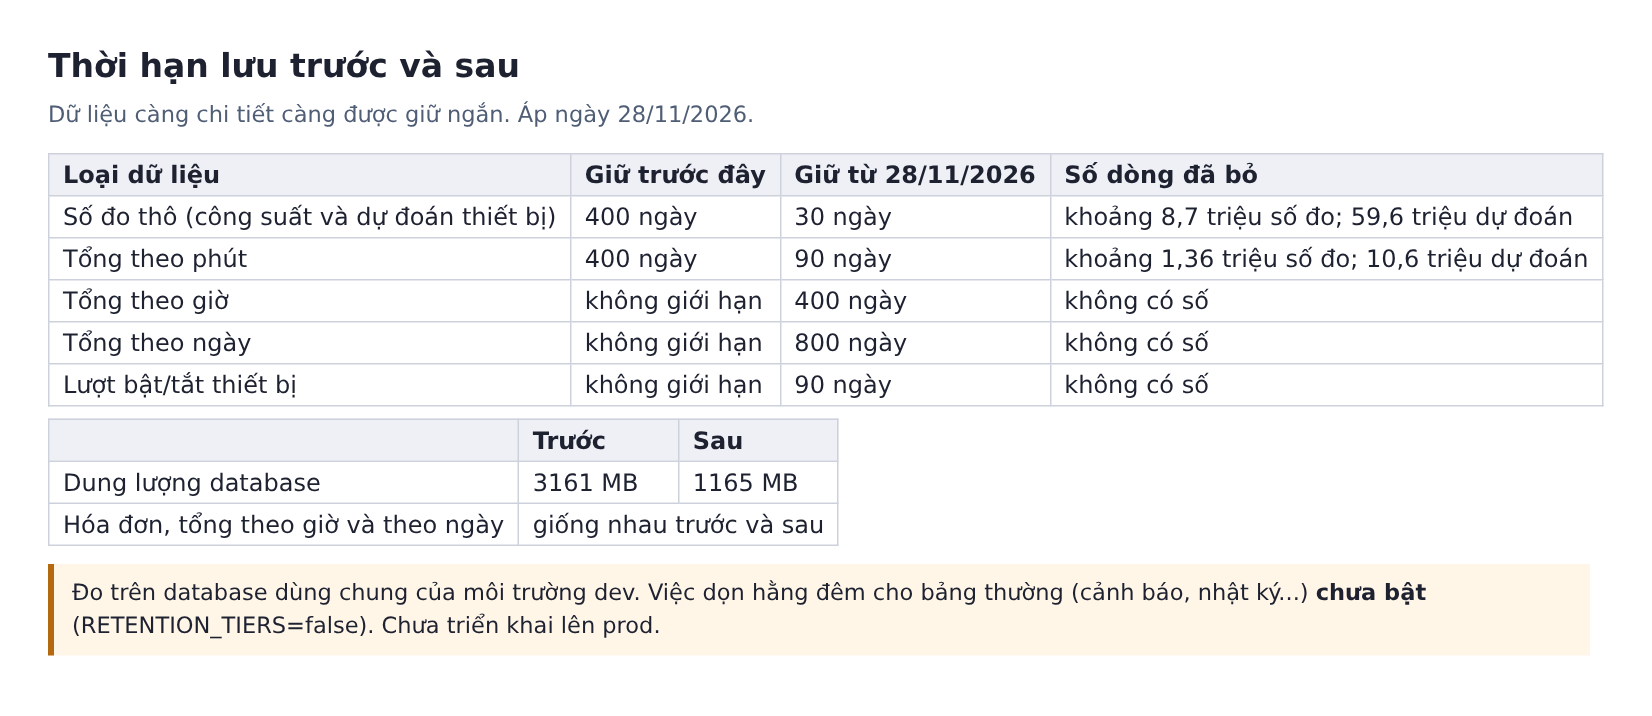 Thời hạn lưu trước và sau
Dữ liệu càng chi tiết càng được giữ ngắn. Áp ngày 28/11/2026.
Loại dữ liệu Giữ trước đây Giữ từ 28/11/2026 Số dòng đã bỏ
Số đo thô (công suất và dự đoán thiết bị) 400 ngày 30 ngày khoảng 8,7 triệu số đo; 59,6 triệu dự đoán
Tổng theo phút 400 ngày 90 ngày khoảng 1,36 triệu số đo; 10,6 triệu dự đoán
Tổng theo giờ không giới hạn 400 ngày không có số
Tổng theo ngày không giới hạn 800 ngày không có số
Lượt bật/tắt thiết bị không giới hạn 90 ngày không có số
Trước Sau
Dung lượng database 3161 MB 1165 MB
Hóa đơn, tổng theo giờ và theo ngày giống nhau trước và sau
Đo trên database dùng chung của môi trường dev. Việc dọn hằng đêm cho bảng thường (cảnh báo, nhật ký...) chưa bật
(RETENTION_TIERS=false). Chưa triển khai lên prod.